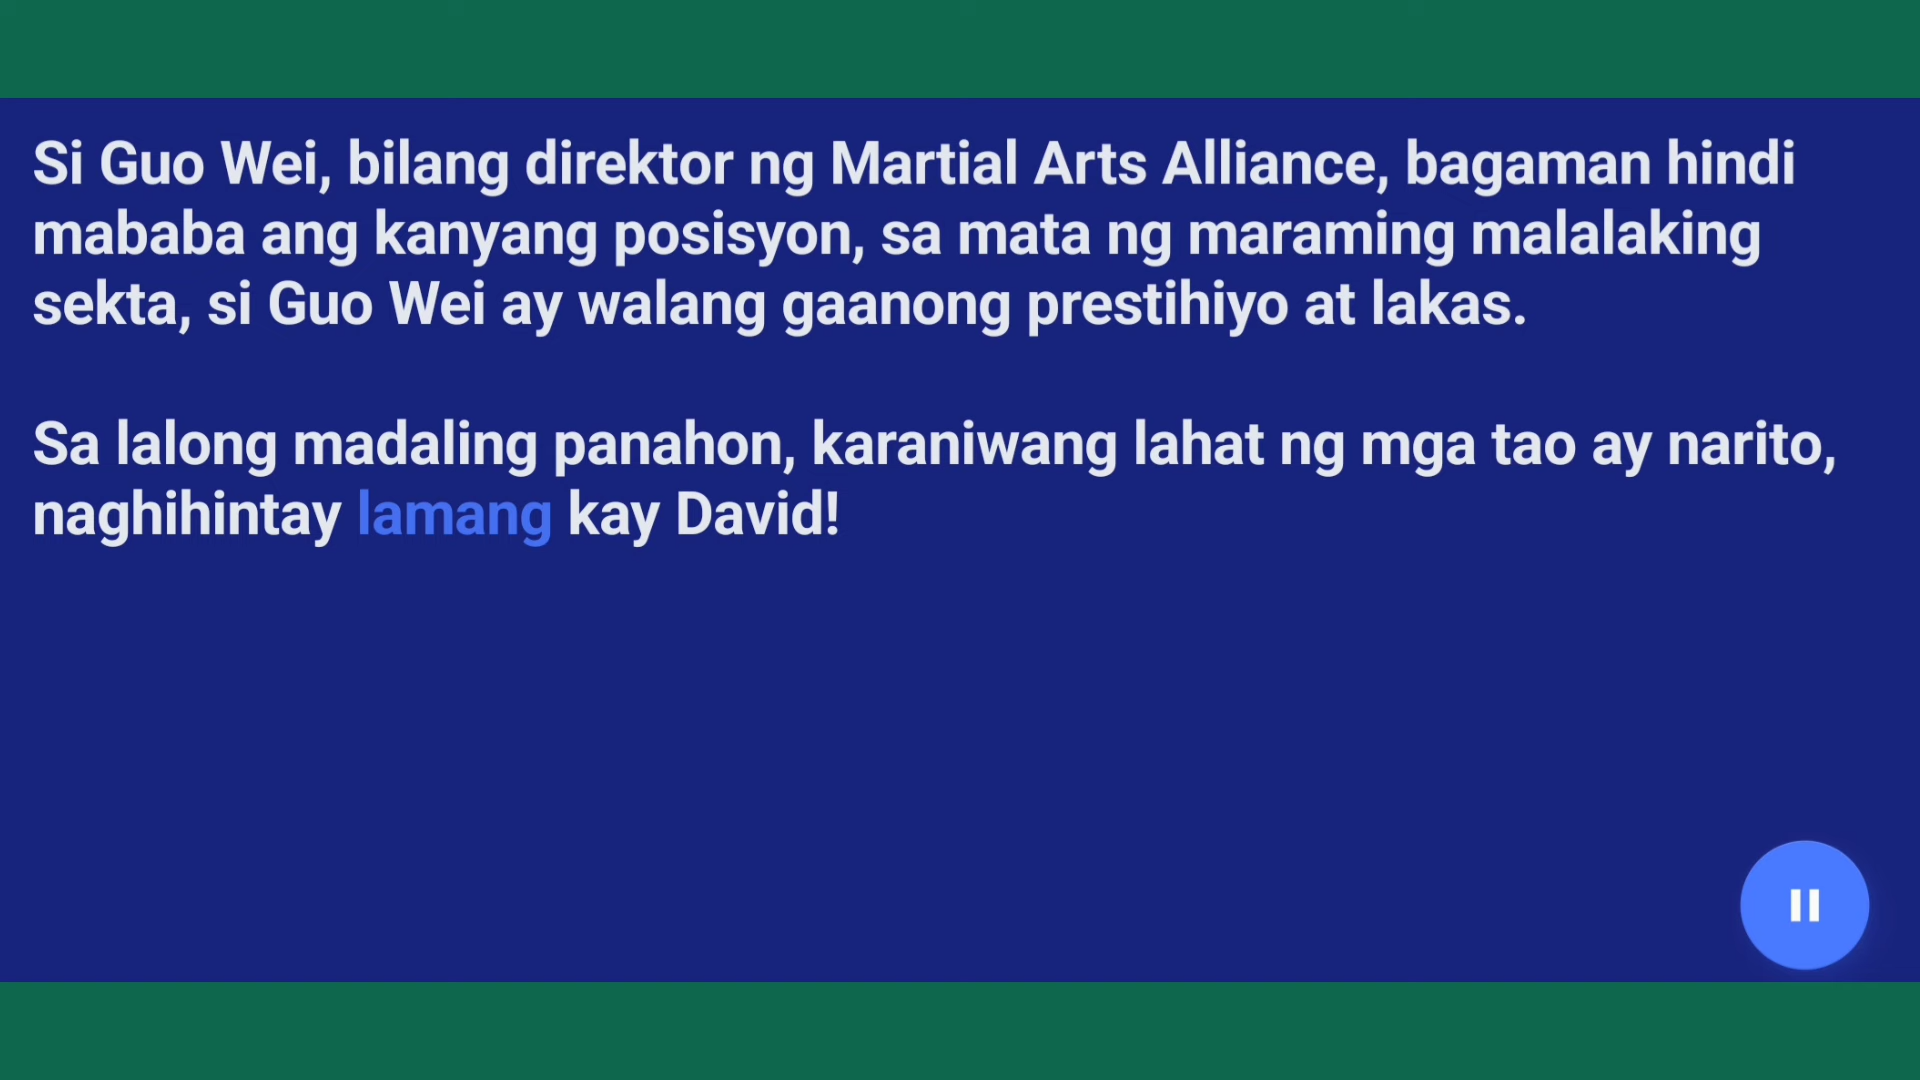 Si Guo Wei, bilang direktor ng Martial Arts Alliance, bagaman hindi
mababa ang kanyang posisyon, sa mata ng maraming malalaking
sekta, si Guo Wei ay walang gaanong prestihiyo at lakas.
Sa lalong madaling panahon, karaniwang lahat ng mga tao ay narito,
naghihintay lamang kay David!